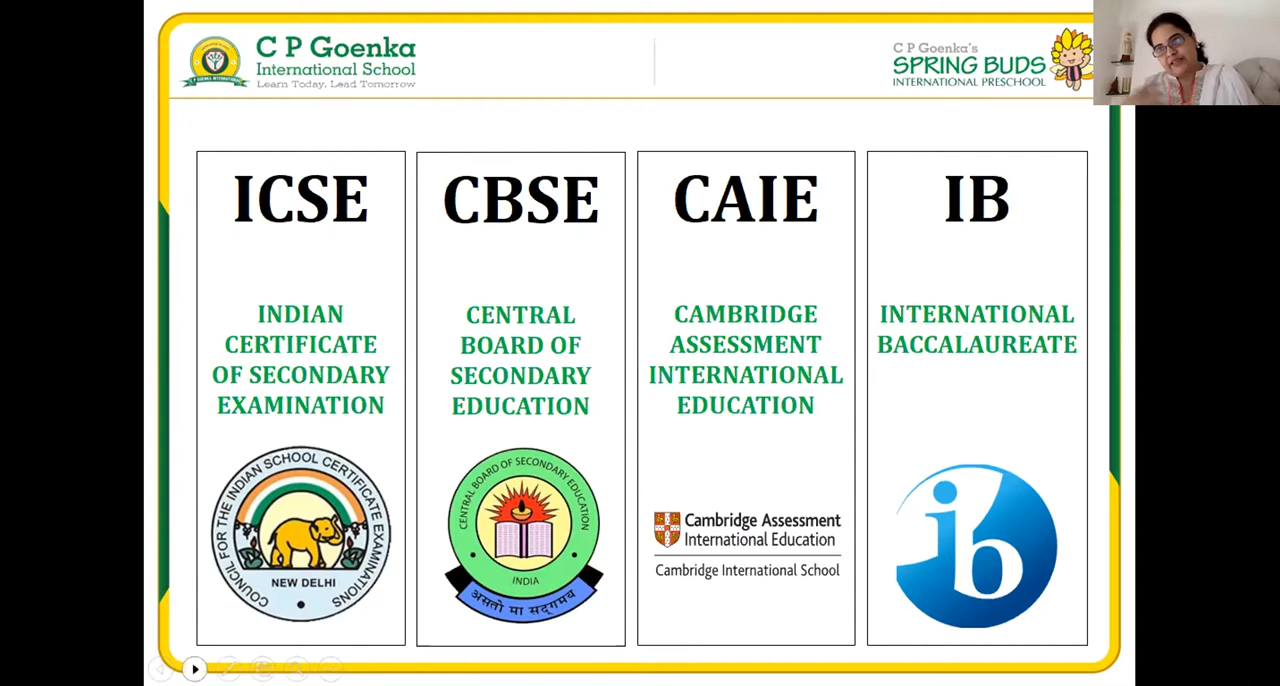 C P Goenka
International School
Learn Today, Lead Tomorrow
C P Goenka's
SPRING BUDS
INTERNATIONAL PRESCHOOL
ICSE
INDIAN
CERTIFICATE
OF SECONDARY
EXAMINATION
COUNCIL FOR THE INDIAN SCHOOL CERTIFICATE EXAMINATIONS
NEW DELHI
CBSE
CENTRAL
BOARD OF
SECONDARY
EDUCATION
CENTRAL BOARD OF SECONDARY EDUCATION
INDIA
असतो मा सद्गमय
CAIE
CAMBRIDGE
ASSESSMENT
INTERNATIONAL
EDUCATION
Cambridge Assessment
International Education
Cambridge International School
IB
INTERNATIONAL
BACCALAUREATE
ib